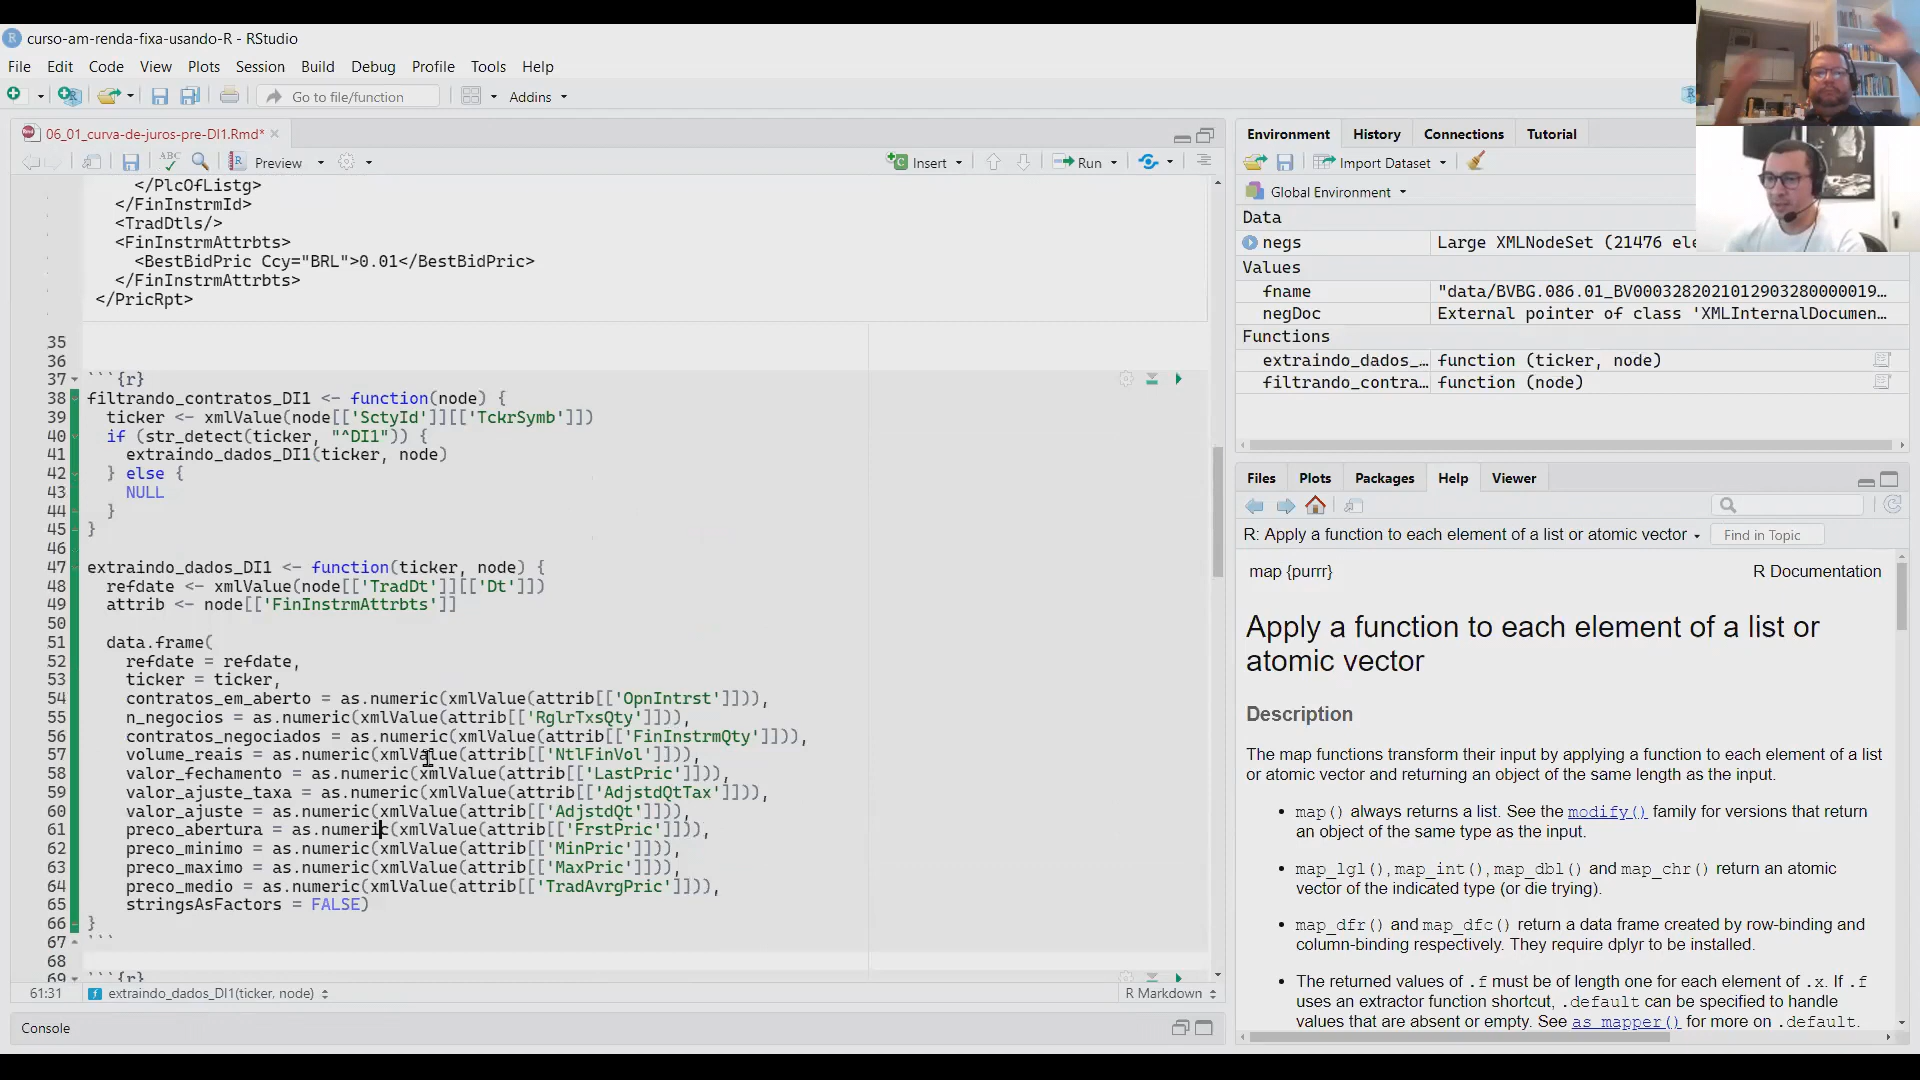 curso-am-renda-fixa-usando-R - RStudio
File Edit Code View Plots Session Build Debug Profile Tools Help
Go to file/function
Addins
06_01_curva-de-juros-pre-DI1.Rmd*
ABC
Preview
Insert
Run
</PlcOfListg>
</FinInstrmId>
<TradDtls/>
<FinInstrmAttrbts>
<BestBidPric Ccy="BRL">0.01</BestBidPric>
</FinInstrmAttrbts>
</PricRpt>
35
36
37 ```{r}
38 filtrando_contratos_DI1 <- function(node) {
39 ticker <- xmlValue(node[['SctyId']][['TckrSymb']])
40 if (str_detect(ticker, "^DI1")) {
41 extraindo_dados_DI1(ticker, node)
42 } else {
43 NULL
44 }
45 }
46
47 extraindo_dados_DI1 <- function(ticker, node) {
48 refdate <- xmlValue(node[['TradDt']][['Dt']])
49 attrib <- node[['FinInstrmAttrbts']]
50
51 data.frame(
52 refdate = refdate,
53 ticker = ticker,
54 contratos_em_aberto = as.numeric(xmlValue(attrib[['OpnIntrst']])),
55 n_negocios = as.numeric(xmlValue(attrib[['RglrTxsQty']])),
56 contratos_negociados = as.numeric(xmlValue(attrib[['FinInstrmQty']])),
57 volume_reais = as.numeric(xmlValue(attrib[['NtlFinVol']])),
58 valor_fechamento = as.numeric(xmlValue(attrib[['LastPric']])),
59 valor_ajuste_taxa = as.numeric(xmlValue(attrib[['AdjstdQtTax']])),
60 valor_ajuste = as.numeric(xmlValue(attrib[['AdjstdQt']])),
61 preco_abertura = as.numeric(xmlValue(attrib[['FrstPric']])),
62 preco_minimo = as.numeric(xmlValue(attrib[['MinPric']])),
63 preco_maximo = as.numeric(xmlValue(attrib[['MaxPric']])),
64 preco_medio = as.numeric(xmlValue(attrib[['TradAvrgPric']])),
65 stringsAsFactors = FALSE)
66 }
67 ```
68
69 ```{r}
61:31 extraindo_dados_DI1(ticker, node) R Markdown
Console
Environment History Connections Tutorial
Import Dataset
Global Environment
Data
negs Large XMLNodeSet (21476 ele
Values
fname "data/BVBG.086.01_BV0003282021012903280000019…
negDoc External pointer of class 'XMLInternalDocumen…
Functions
extraindo_dados_… function (ticker, node)
filtrando_contra… function (node)
Files Plots Packages Help Viewer
R: Apply a function to each element of a list or atomic vector
Find in Topic
map {purrr} R Documentation
Apply a function to each element of a list or
atomic vector
Description
The map functions transform their input by applying a function to each element of a list
or atomic vector and returning an object of the same length as the input.
• map() always returns a list. See the modify() family for versions that return
an object of the same type as the input.
• map_lgl(), map_int(), map_dbl() and map_chr() return an atomic
vector of the indicated type (or die trying).
• map_dfr() and map_dfc() return a data frame created by row-binding and
column-binding respectively. They require dplyr to be installed.
• The returned values of .f must be of length one for each element of .x. If .f
uses an extractor function shortcut, .default can be specified to handle
values that are absent or empty. See as_mapper() for more on .default.